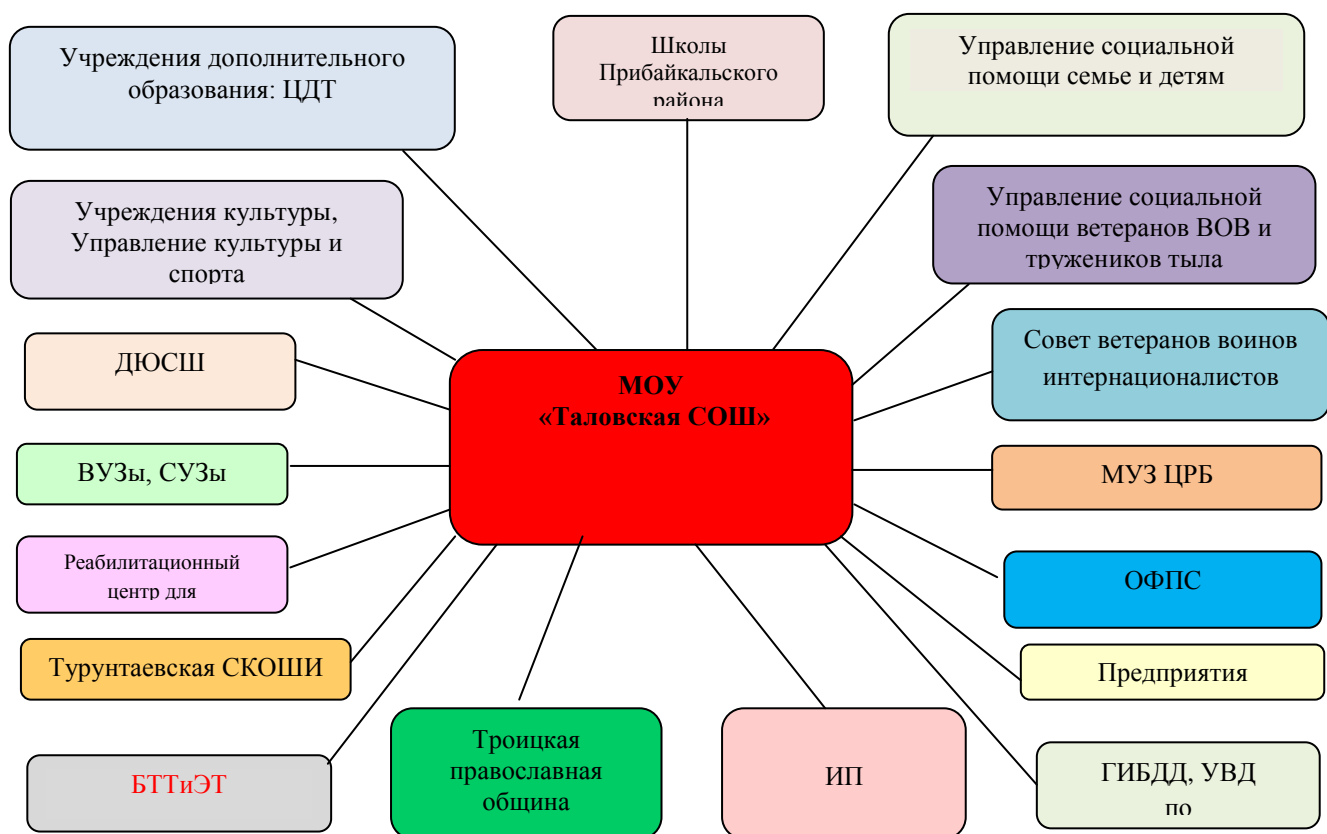 Учреждения дополнительного
образования: ЦДТ
Школы
Прибайкальского
района
Управление социальной
помощи семье и детям
Учреждения культуры,
Управление культуры и
спорта
Управление социальной
помощи ветеранов ВОВ и
тружеников тыла
ДЮСШ
МОУ
«Таловская СОШ»
Совет ветеранов воинов
интернационалистов
ВУЗы, СУЗы
МУЗ ЦРБ
Реабилитационный
центр для
ОФПС
Турунтаевская СКОШИ
Предприятия
БТТиЭТ
Троицкая
православная
община
ИП
ГИБДД, УВД
по